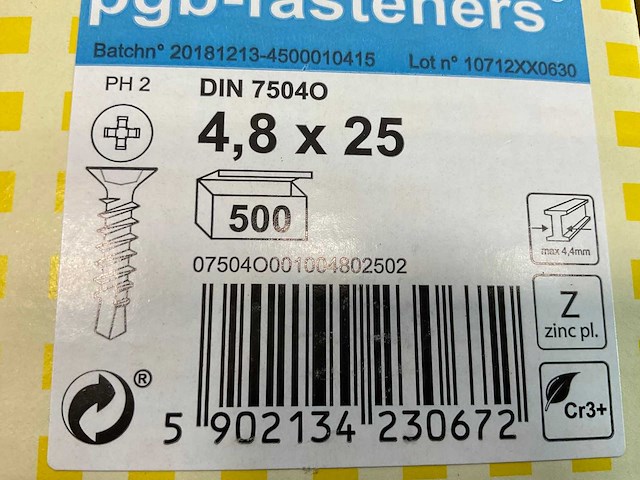 pgb-fasteners®
Batchn° 20181213-4500010415
Lot n° 10712XX0630
PH 2
DIN 7504O
4,8 x 25
500
max 4,4mm
07504O001004802502
Z
zinc pl.
Cr3+
®
5 902134 230672